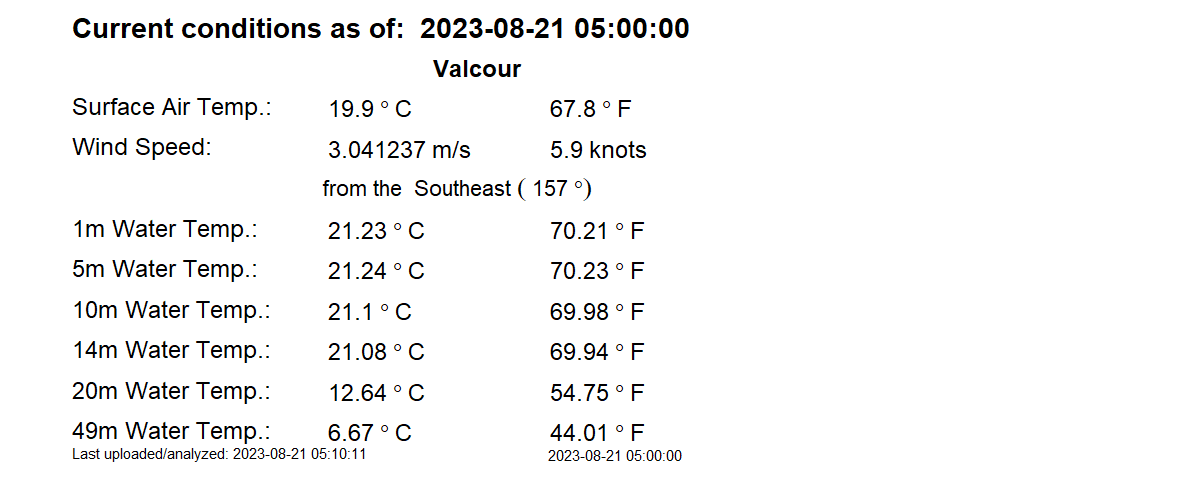 Current conditions as of:  2023-08-21 05:00:00
Valcour
Surface Air Temp.: 19.9 ° C 67.8 ° F
Wind Speed: 3.041237 m/s 5.9 knots
from the  Southeast ( 157 °)
1m Water Temp.: 21.23 ° C 70.21 ° F
5m Water Temp.: 21.24 ° C 70.23 ° F
10m Water Temp.: 21.1 ° C 69.98 ° F
14m Water Temp.: 21.08 ° C 69.94 ° F
20m Water Temp.: 12.64 ° C 54.75 ° F
49m Water Temp.: 6.67 ° C 44.01 ° F
Last uploaded/analyzed: 2023-08-21 05:10:11 2023-08-21 05:00:00